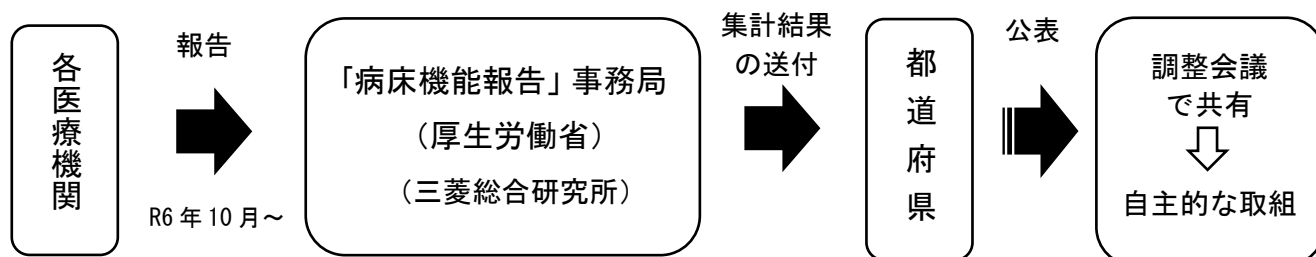 各医療機関
報告
R6年10月~
「病床機能報告」事務局
（厚生労働省）
（三菱総合研究所）
集計結果
の送付
都道府県
公表
調整会議
で共有
自主的な取組